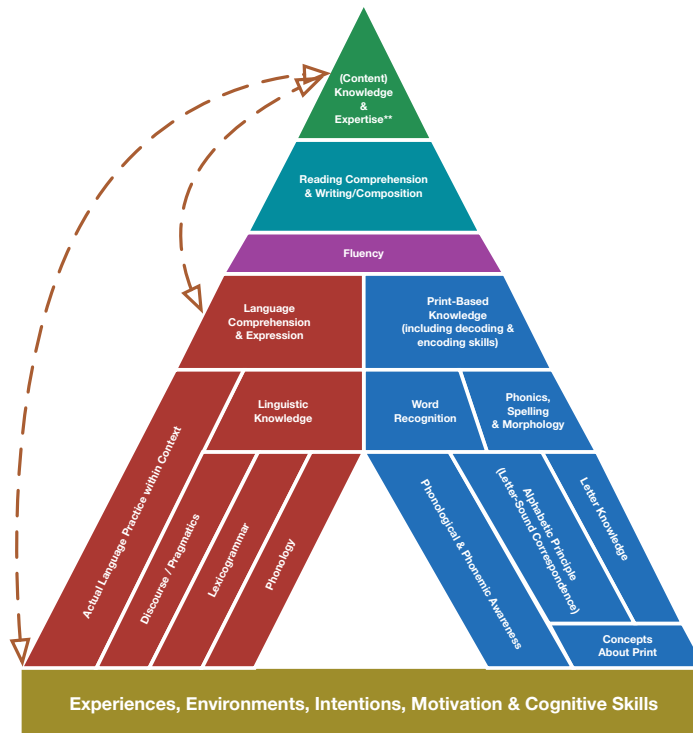 (Content)
Knowledge
&
Expertise**
Reading Comprehension
& Writing/Composition
Fluency
Language
Comprehension
& Expression
Print-Based
Knowledge
(including decoding &
encoding skills)
Linguistic
Knowledge
Word
Recognition
Phonics,
Spelling
& Morphology
Actual Language Practice within Context
Discourse / Pragmatics
Lexicogrammar
Phonology
Phonological & Phonemic Awareness
Alphabetic Principle
(Letter-Sound Correspondence)
Letter Knowledge
Concepts
About Print
Experiences, Environments, Intentions, Motivation & Cognitive Skills